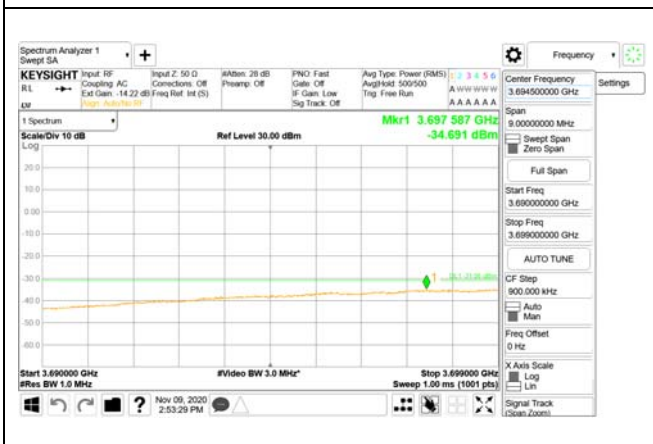 Spectrum Analyzer 1
Swept SA
+
Frequency
KEYSIGHT
RL
Input: RF
Coupling: AC
Ext Gain: -14.22 dB
Align: Auto/No RF
Input Z: 50 Ω
Corrections: Off
Freq Ref: Int (S)
#Atten: 28 dB
Preamp: Off
PNO: Fast
Gate: Off
IF Gain: Low
Sig Track: Off
Avg Type: Power (RMS)
Avg|Hold: 500/500
Trig: Free Run
1 2 3 4 5 6
A W W W W W
A A A A A A
Center Frequency
3.694500000 GHz
Settings
1 Spectrum
Mkr1 3.697 587 GHz
Scale/Div 10 dB
Ref Level 30.00 dBm
-34.691 dBm
Log
Span
9.00000000 MHz
Swept Span
Zero Span
20.0
10.0
0.00
-10.0
-20.0
-30.0
-40.0
-50.0
-60.0
1
Full Span
Start Freq
3.690000000 GHz
Stop Freq
3.699000000 GHz
AUTO TUNE
CF Step
900.000 kHz
Auto
Man
Freq Offset
0 Hz
X Axis Scale
Log
Lin
Signal Track
(Span Zoom)
Start 3.690000 GHz
#Video BW 3.0 MHz*
Stop 3.699000 GHz
#Res BW 1.0 MHz
Sweep 1.00 ms (1001 pts)
?
Nov 09, 2020
2:53:29 PM